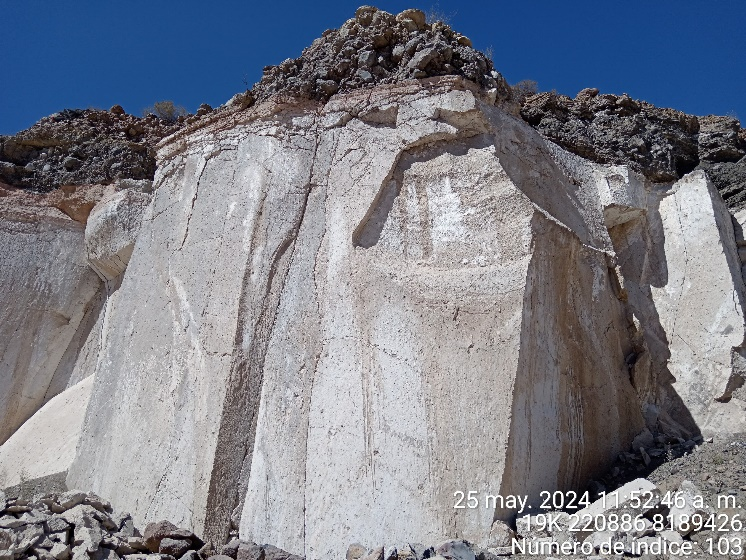 25 may. 2024 11:52:46 a. m.
19K 220886 8189426
Número de índice: 103